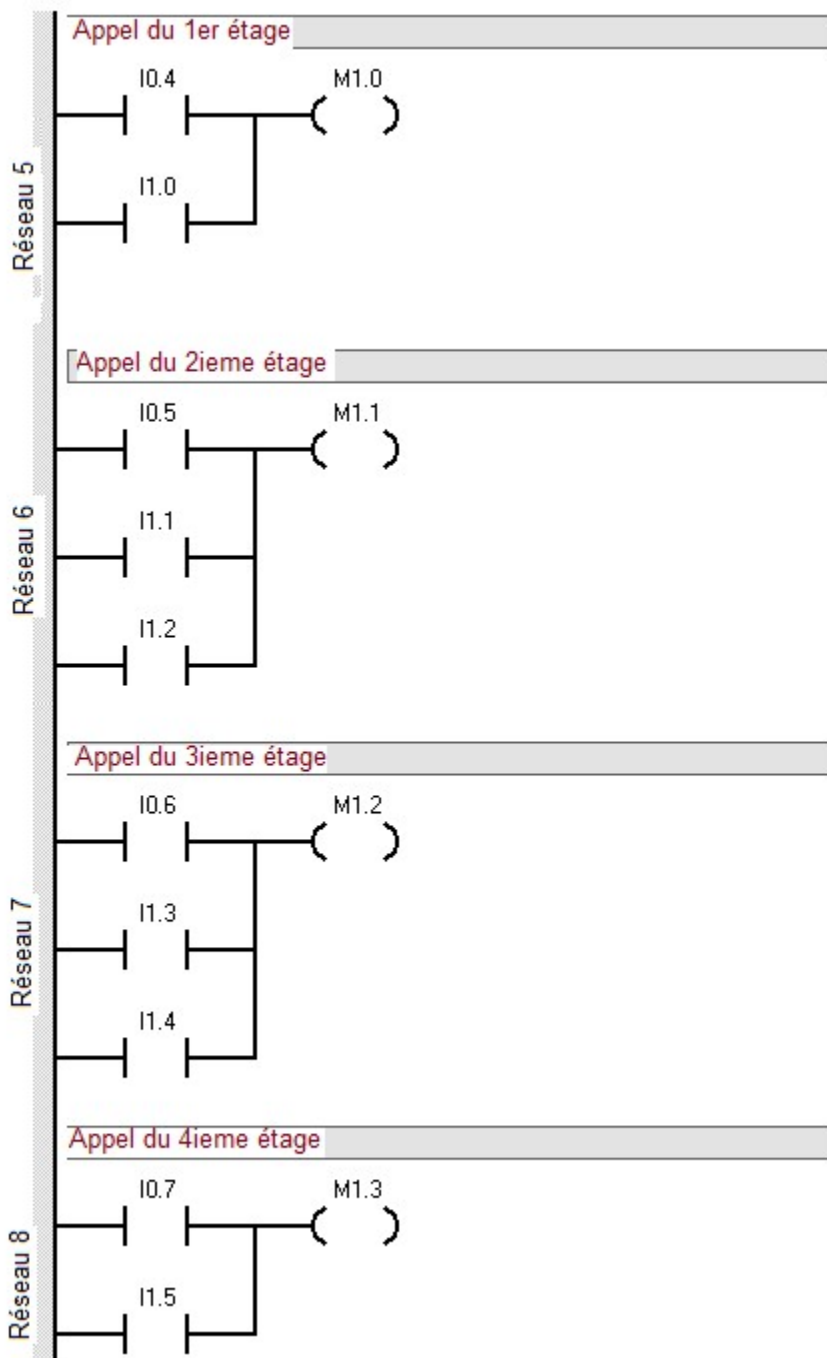 Appel du 1er étage
I0.4 M1.0
I1.0
Réseau 5
Appel du 2ieme étage
I0.5 M1.1
I1.1
I1.2
Réseau 6
Appel du 3ieme étage
I0.6 M1.2
I1.3
I1.4
Réseau 7
Appel du 4ieme étage
I0.7 M1.3
I1.5
Réseau 8